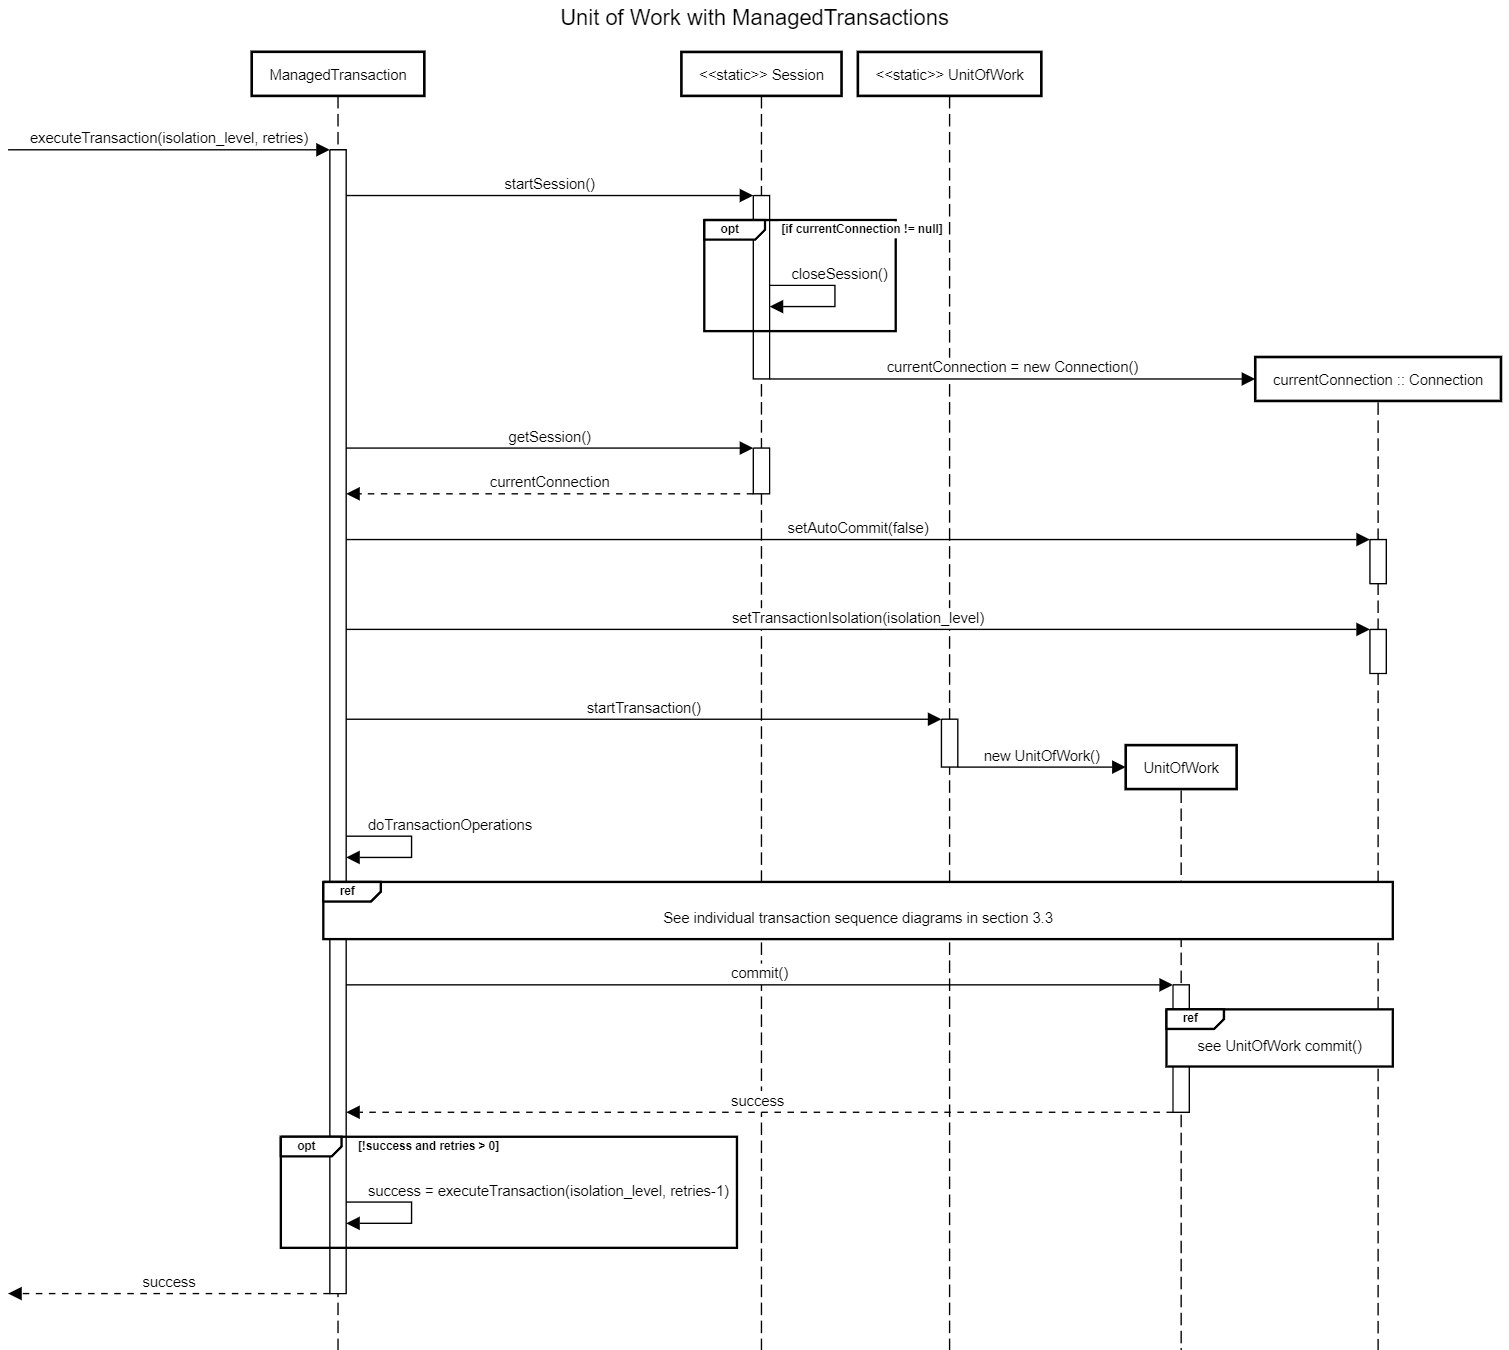 Unit of Work with ManagedTransactions
ManagedTransaction
<<static>> Session
<<static>> UnitOfWork
executeTransaction(isolation_level, retries)
startSession()
opt
[if currentConnection != null]
closeSession()
currentConnection = new Connection()
currentConnection :: Connection
getSession()
currentConnection
setAutoCommit(false)
setTransactionIsolation(isolation_level)
startTransaction()
new UnitOfWork()
UnitOfWork
doTransactionOperations
ref
See individual transaction sequence diagrams in section 3.3
commit()
ref
see UnitOfWork commit()
success
opt
[!success and retries > 0]
success = executeTransaction(isolation_level, retries-1)
success